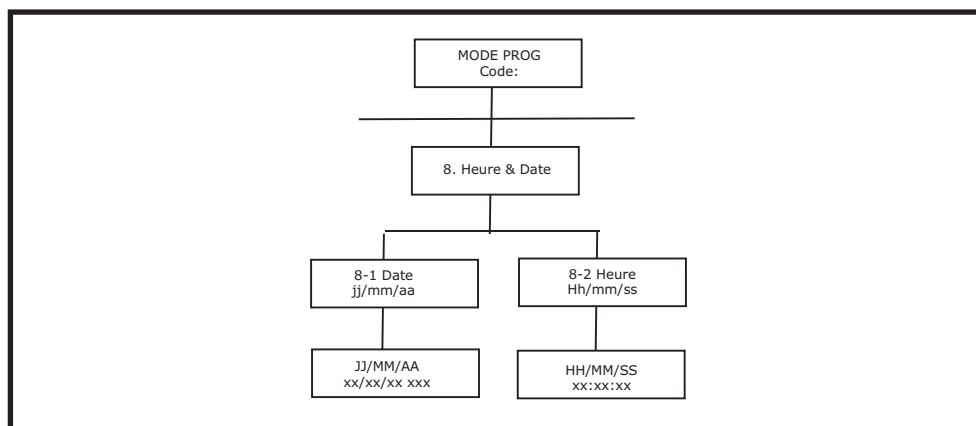 MODE PROG
Code:
8. Heure & Date
8-1 Date
jj/mm/aa
8-2 Heure
Hh/mm/ss
JJ/MM/AA
xx/xx/xx xxx
HH/MM/SS
xx:xx:xx